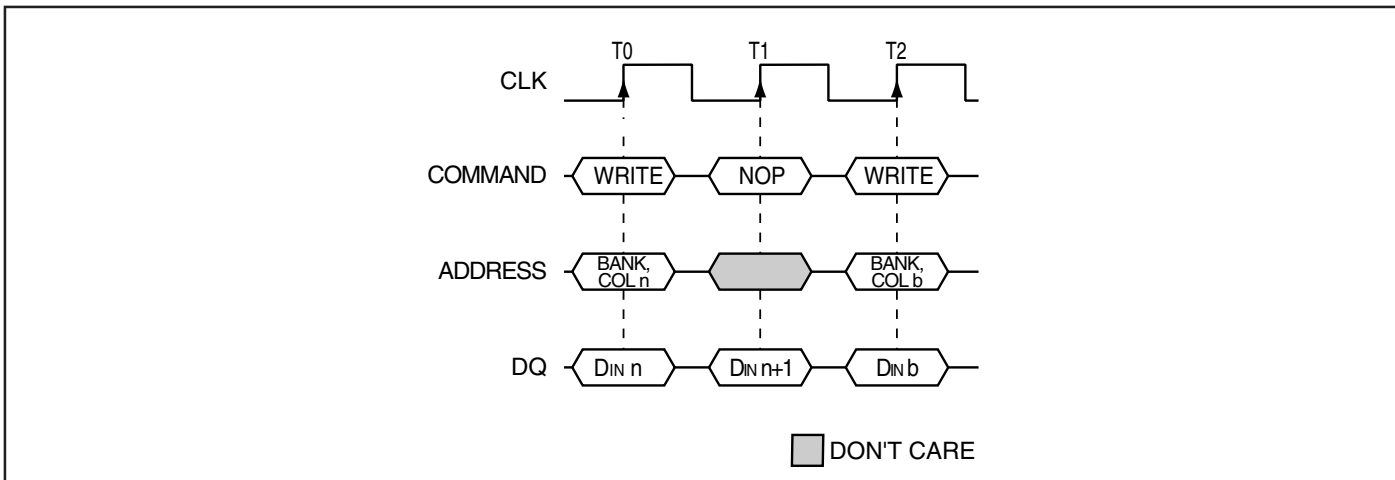 T0 T1 T2
CLK
COMMAND WRITE NOP WRITE
ADDRESS BANK, COL n BANK, COL b
DQ DIN n DIN n+1 DIN b
DON'T CARE